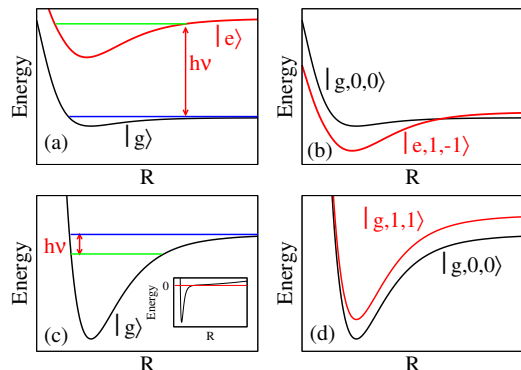 Energy
|e⟩
hν
(a)
|g⟩
R
Energy
|g,0,0⟩
(b)
|e,1,-1⟩
R
Energy
hν
(c)
|g⟩
Energy
0
R
R
Energy
|g,1,1⟩
|g,0,0⟩
(d)
R